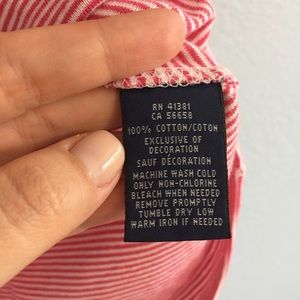 RN 41381
CA 56658
100% COTTON/COTON
EXCLUSIVE OF
DECORATION
SAUF DÉCORATION
MACHINE WASH COLD
ONLY NON-CHLORINE
BLEACH WHEN NEEDED
REMOVE PROMPTLY
TUMBLE DRY LOW
WARM IRON IF NEEDED